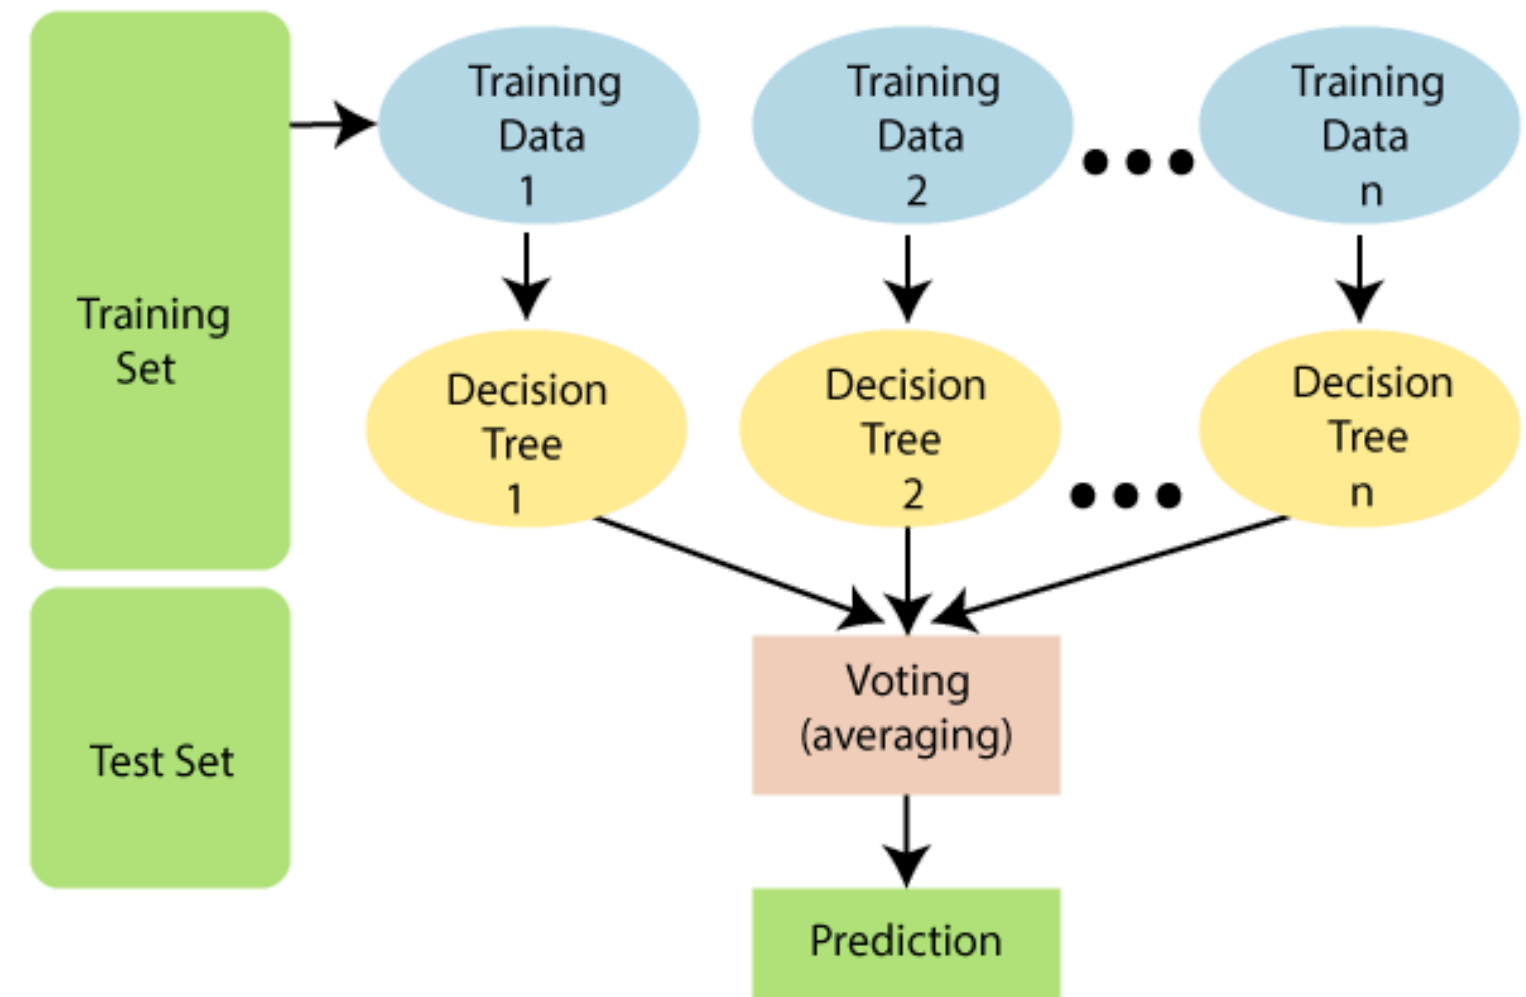 Training
Set
Training
Data
1
Training
Data
2
Training
Data
n
Decision
Tree
1
Decision
Tree
2
Decision
Tree
n
Test Set
Voting
(averaging)
Prediction